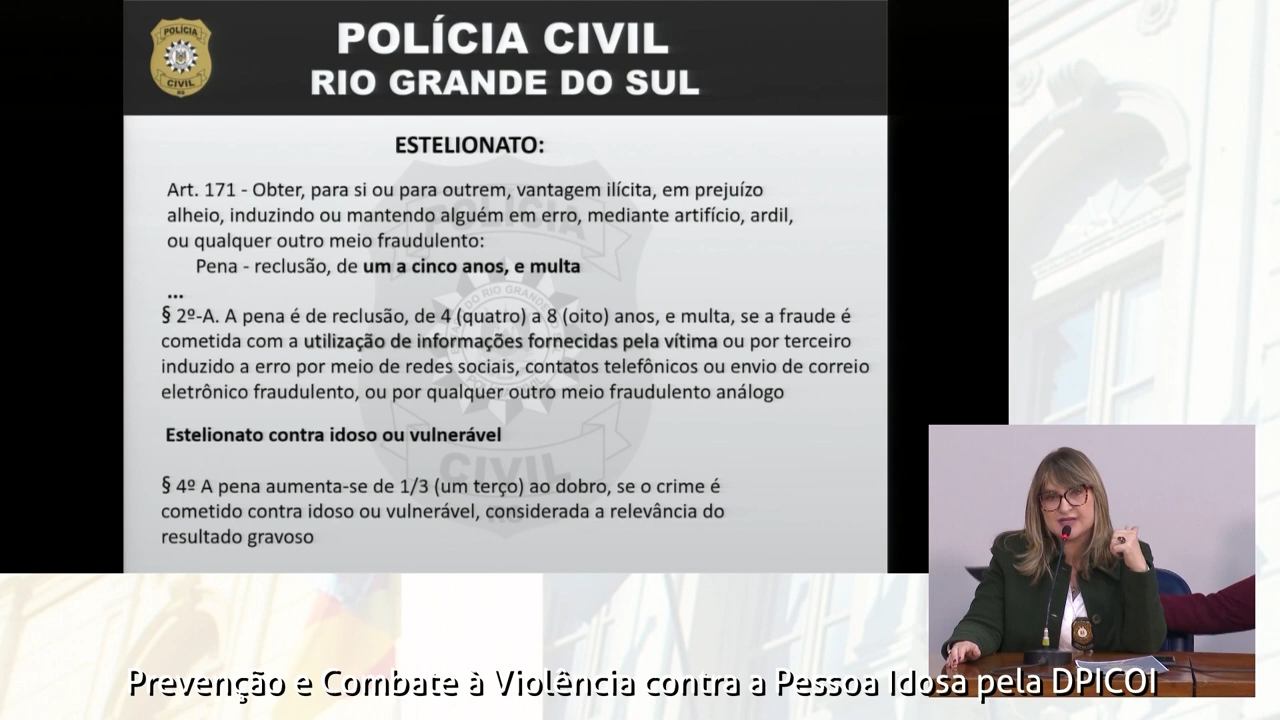 POLÍCIA CIVIL
RS
POLÍCIA CIVIL
RIO GRANDE DO SUL
ESTELIONATO:
Art. 171 - Obter, para si ou para outrem, vantagem ilícita, em prejuízo
alheio, induzindo ou mantendo alguém em erro, mediante artifício, ardil,
ou qualquer outro meio fraudulento:
Pena - reclusão, de um a cinco anos, e multa
...
§ 2º-A. A pena é de reclusão, de 4 (quatro) a 8 (oito) anos, e multa, se a fraude é
cometida com a utilização de informações fornecidas pela vítima ou por terceiro
induzido a erro por meio de redes sociais, contatos telefônicos ou envio de correio
eletrônico fraudulento, ou por qualquer outro meio fraudulento análogo
Estelionato contra idoso ou vulnerável
§ 4º A pena aumenta-se de 1/3 (um terço) ao dobro, se o crime é
cometido contra idoso ou vulnerável, considerada a relevância do
resultado gravoso
POLÍCIA
CIVIL
Prevenção e Combate à Violência contra a Pessoa Idosa pela DPICOI